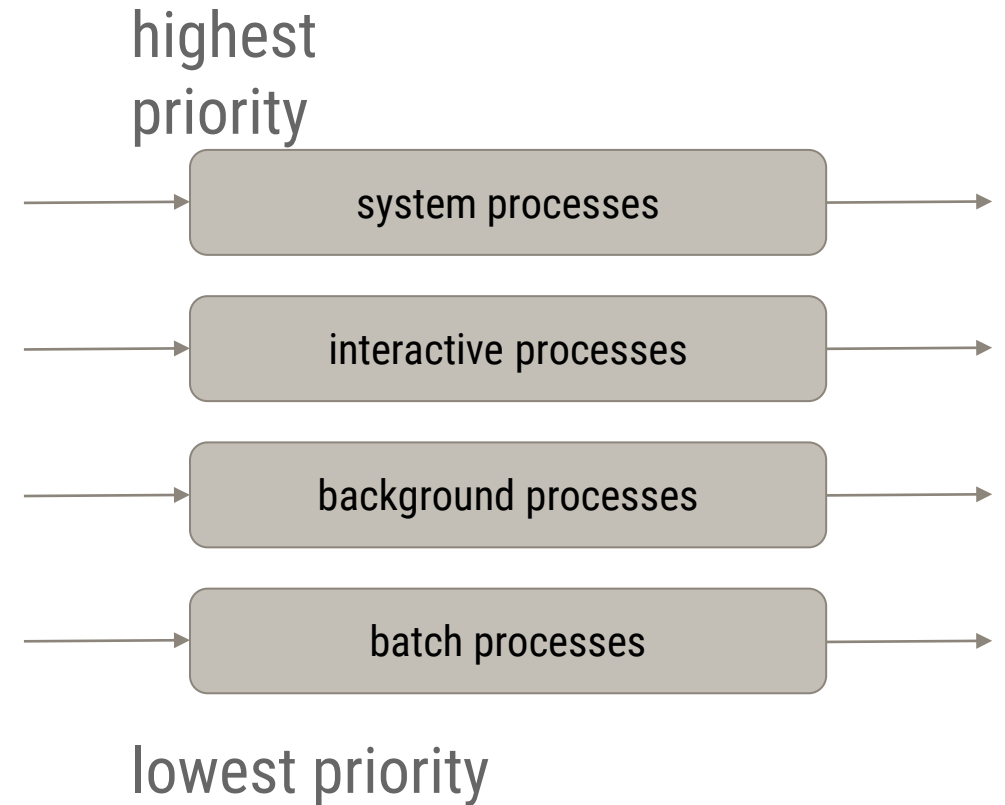 highest
priority
system processes
interactive processes
background processes
batch processes
lowest priority